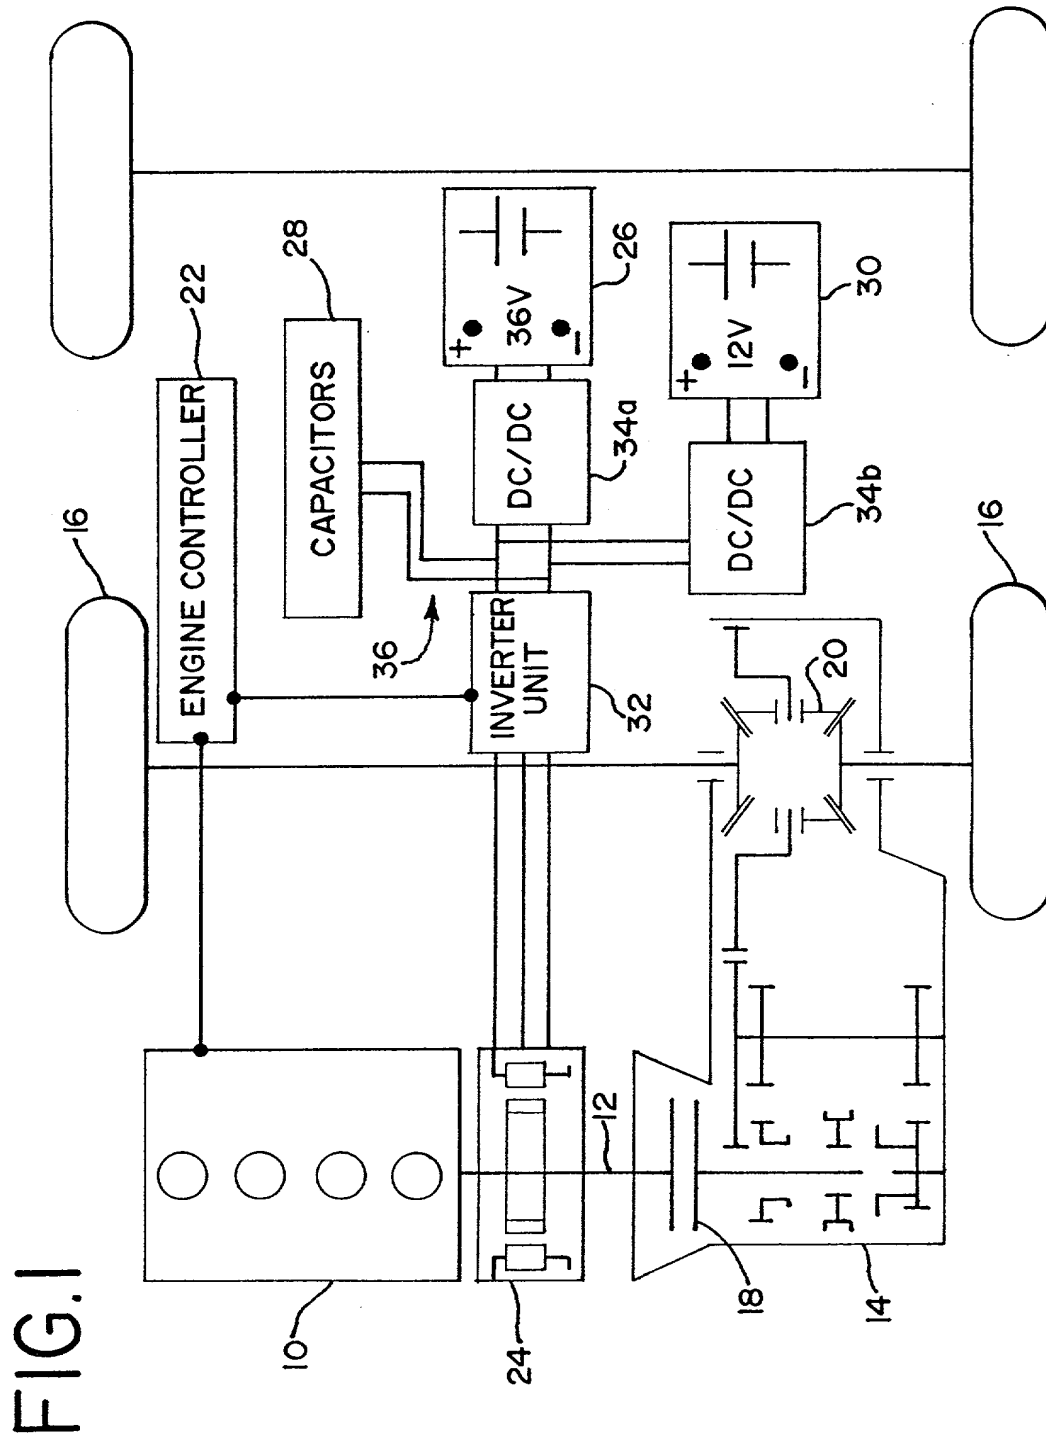 FIG.1
16
22
ENGINE CONTROLLER
28
CAPACITORS
36
+
36V
–
26
DC/DC
34a
INVERTER
UNIT
32
+
12V
–
30
DC/DC
34b
16
20
10
24
12
18
14